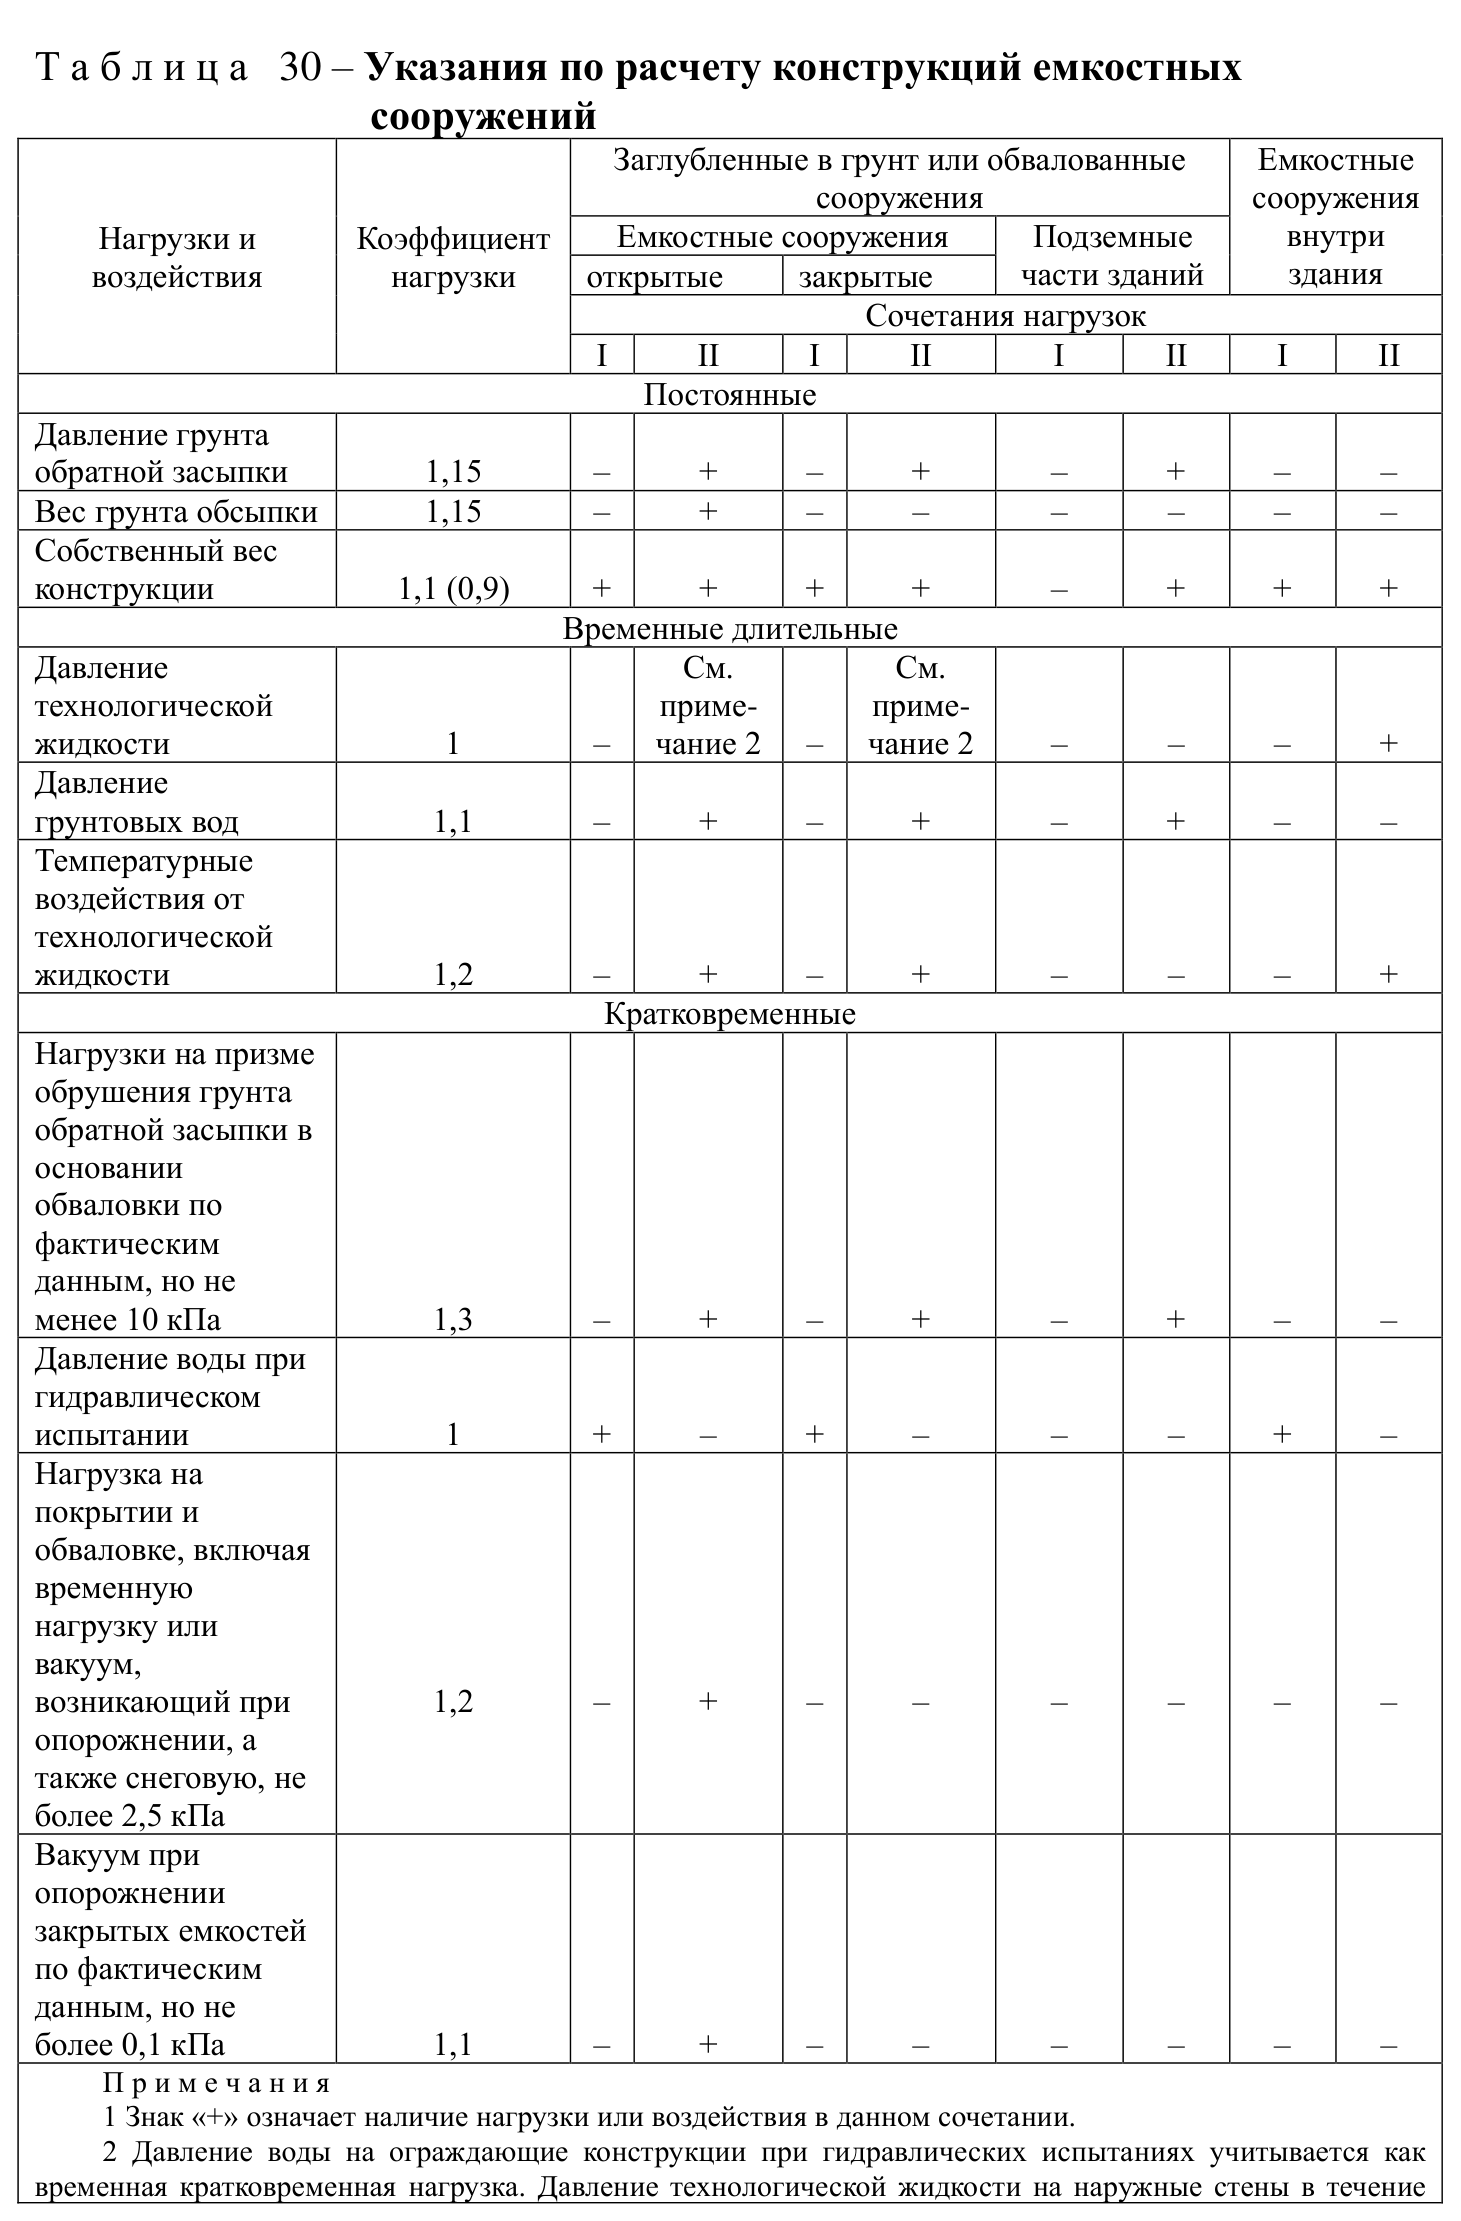 Т а б л и ц а 30 – Указания по расчету конструкций емкостных
сооружений
Нагрузки и
воздействия
Коэффициент
нагрузки
Заглубленные в грунт или обвалованные
сооружения
Емкостные
сооружения
внутри
здания
Емкостные сооружения
Подземные
части зданий
открытые
закрытые
Сочетания нагрузок
I II I II I II I II
Постоянные
Давление грунта
обратной засыпки 1,15 – + – + – + – –
Вес грунта обсыпки 1,15 – + – – – – – –
Собственный вес
конструкции 1,1 (0,9) + + + + – + + +
Временные длительные
Давление
технологической
жидкости 1 –
См.
приме-
чание 2
–
См.
приме-
чание 2
– – – +
Давление
грунтовых вод 1,1 – + – + – + – –
Температурные
воздействия от
технологической
жидкости 1,2 – + – + – – – +
Кратковременные
Нагрузки на призме
обрушения грунта
обратной засыпки в
основании
обваловки по
фактическим
данным, но не
менее 10 кПа 1,3 – + – + – + – –
Давление воды при
гидравлическом
испытании 1 + – + – – – + –
Нагрузка на
покрытии и
обваловке, включая
временную
нагрузку или
вакуум,
возникающий при 1,2 – + – – – – – –
опорожнении, а
также снеговую, не
более 2,5 кПа
Вакуум при
опорожнении
закрытых емкостей
по фактическим
данным, но не
более 0,1 кПа 1,1 – + – – – – – –
П р и м е ч а н и я
1 Знак «+» означает наличие нагрузки или воздействия в данном сочетании.
2 Давление воды на ограждающие конструкции при гидравлических испытаниях учитывается как
временная кратковременная нагрузка. Давление технологической жидкости на наружные стены в течение